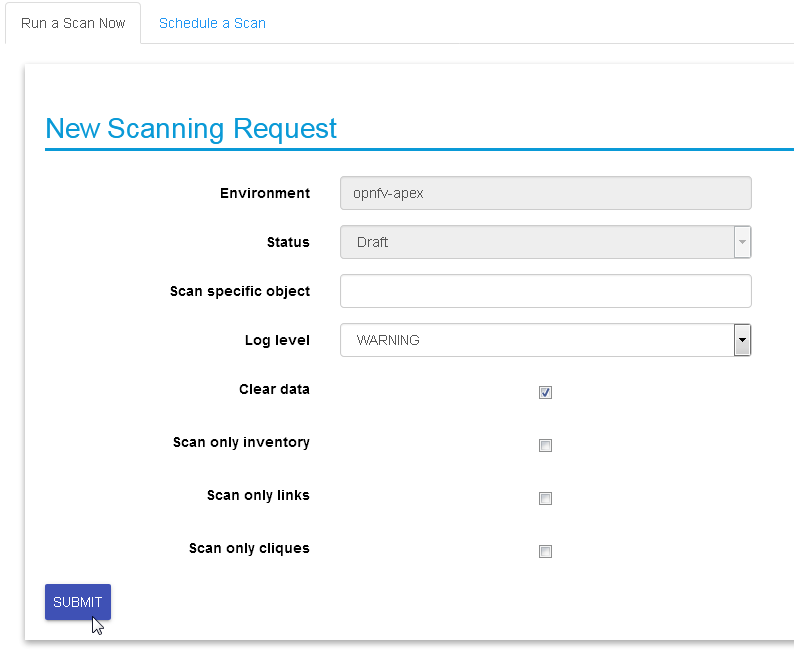 Run a Scan Now Schedule a Scan
New Scanning Request
Environment opnfv-apex
Status Draft
Scan specific object
Log level WARNING
Clear data
Scan only inventory
Scan only links
Scan only cliques
SUBMIT